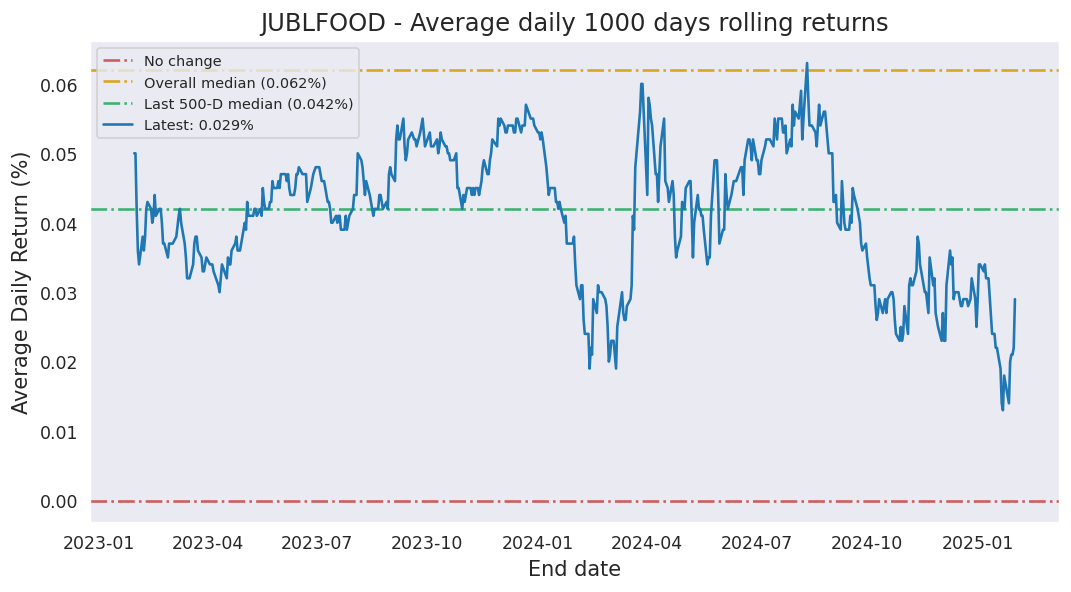 JUBLFOOD - Average daily 1000 days rolling returns
No change
Overall median (0.062%)
Last 500-D median (0.042%)
Latest: 0.029%
Average Daily Return (%)
0.06
0.05
0.04
0.03
0.02
0.01
0.00
2023-01 2023-04 2023-07 2023-10 2024-01 2024-04 2024-07 2024-10 2025-01
End date